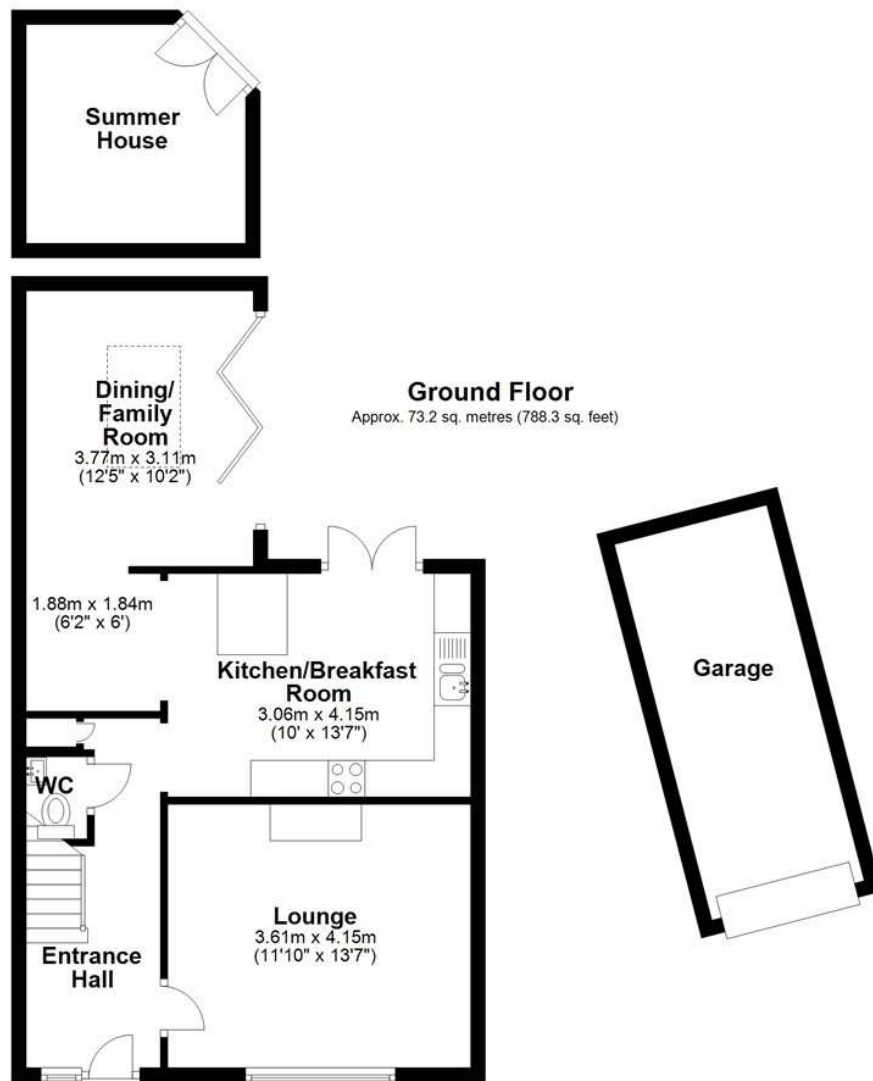 Summer
House
Dining/
Family
Room
3.77m x 3.11m
(12'5" x 10'2")
Ground Floor
Approx. 73.2 sq. metres (788.3 sq. feet)
1.88m x 1.84m
(6'2" x 6')
Kitchen/Breakfast
Room
3.06m x 4.15m
(10' x 13'7")
Garage
WC
Lounge
3.61m x 4.15m
(11'10" x 13'7")
Entrance
Hall